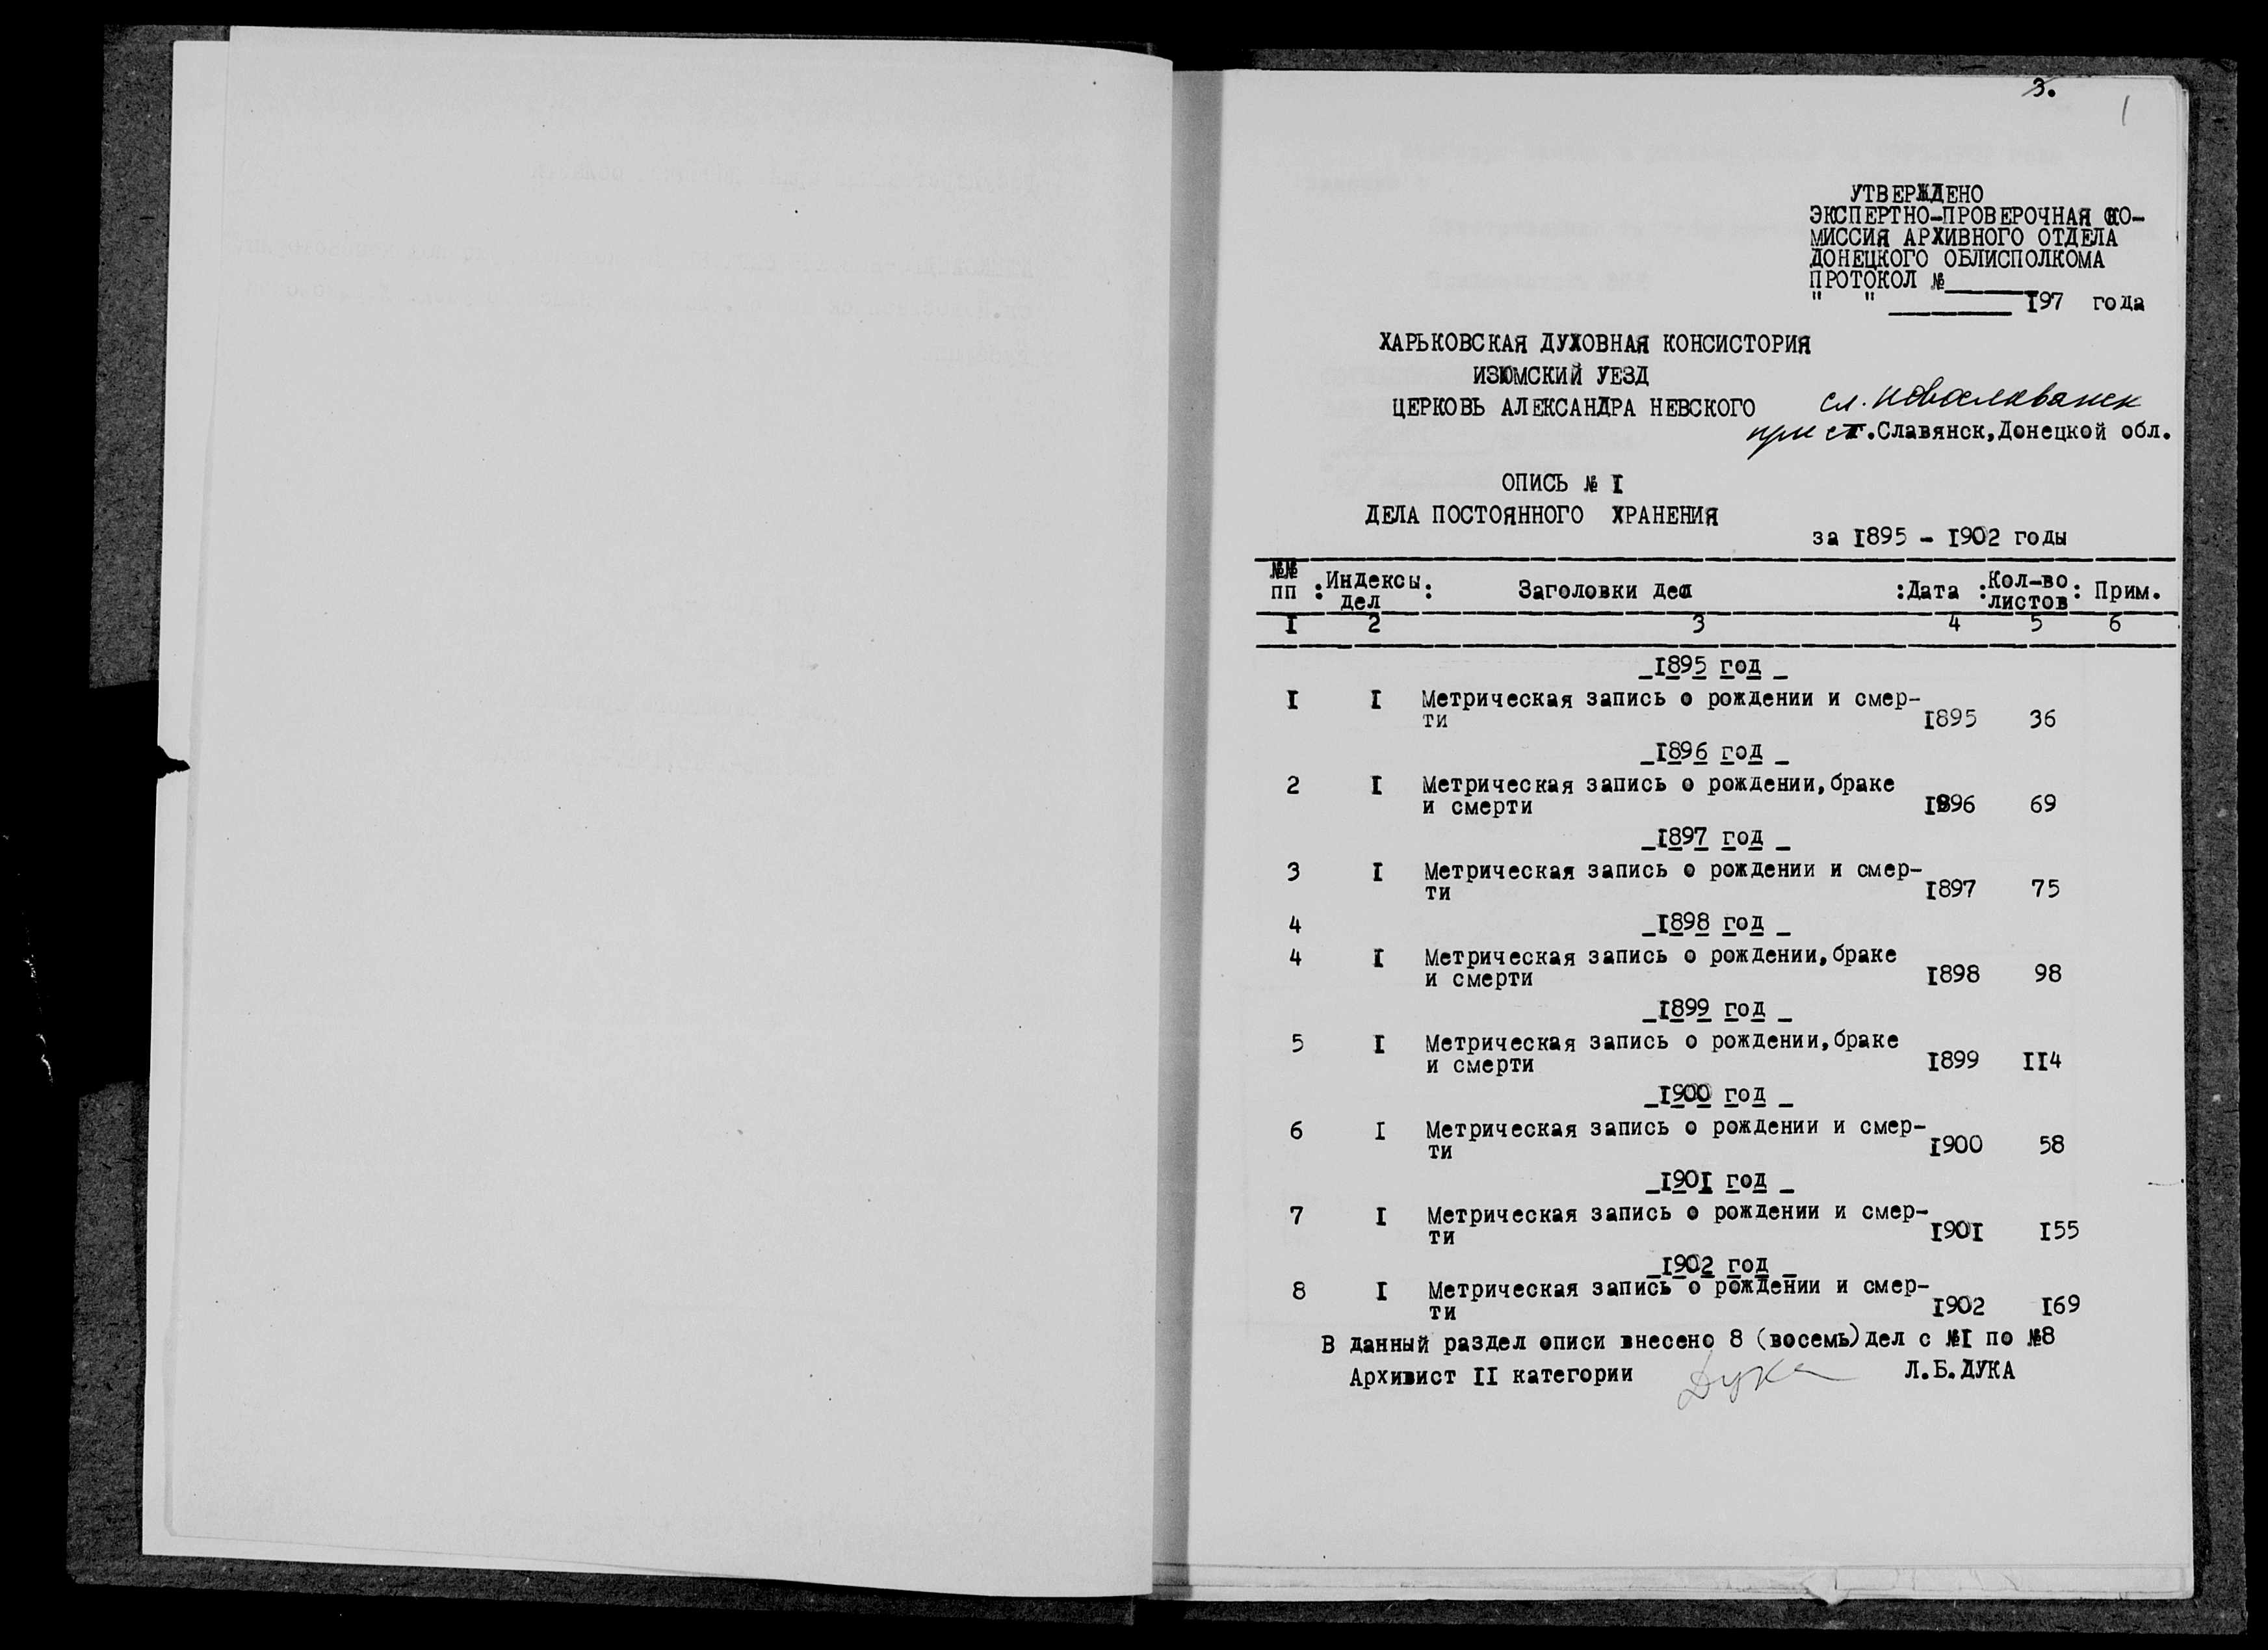 3.
1
УТВЕРЖДЕНО
ЭКСПЕРТНО-ПРОВЕРОЧНАЯ КО-
МИССИЯ АРХИВНОГО ОТДЕЛА
ДОНЕЦКОГО ОБЛИСПОЛКОМА
ПРОТОКОЛ №______
" " ________ 197 года
ХАРЬКОВСКАЯ ДУХОВНАЯ КОНСИСТОРИЯ
ИЗЮМСКИЙ УЕЗД
ЦЕРКОВЬ АЛЕКСАНДРА НЕВСКОГО сл.
при ст.Славянск,Донецкой обл.
ОПИСЬ № I
ДЕЛА ПОСТОЯННОГО ХРАНЕНИЯ
за 1895 - 1902 годы
№№ пп : Индексы дел : Заголовки дел : Дата : Кол-во листов : Прим.
I 2 3 4 5 6
1895 год
I I Метрическая запись о рождении и смер-
ти 1895 36
1896 год
2 I Метрическая запись о рождении,браке
и смерти 1896 69
1897 год
3 I Метрическая запись о рождении и смер-
ти 1897 75
4 1898 год
4 I Метрическая запись о рождении,браке
и смерти 1898 98
1899 год
5 I Метрическая запись о рождении,браке
и смерти 1899 114
1900 год
6 I Метрическая запись о рождении и смер-
ти 1900 58
1901 год
7 I Метрическая запись о рождении и смер-
ти 1901 155
1902 год
8 I Метрическая запись о рождении и смер-
ти 1902 169
В данный раздел описи внесено 8 (восемь) дел с №I по №8
Архивист II категории Дука Л.Б.ДУКА